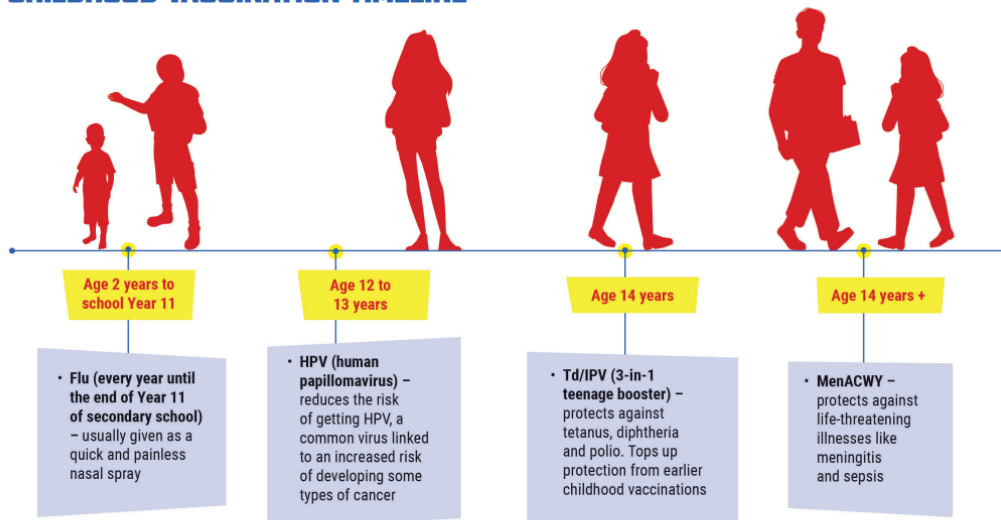 CHILDHOOD VACCINATION TIMELINE
Age 2 years to
school Year 11
• Flu (every year until
the end of Year 11
of secondary school)
– usually given as a
quick and painless
nasal spray
Age 12 to
13 years
• HPV (human
papillomavirus) –
reduces the risk
of getting HPV, a
common virus linked
to an increased risk
of developing some
types of cancer
Age 14 years
• Td/IPV (3-in-1
teenage booster) –
protects against
tetanus, diphtheria
and polio. Tops up
protection from earlier
childhood vaccinations
Age 14 years +
• MenACWY –
protects against
life-threatening
illnesses like
meningitis
and sepsis